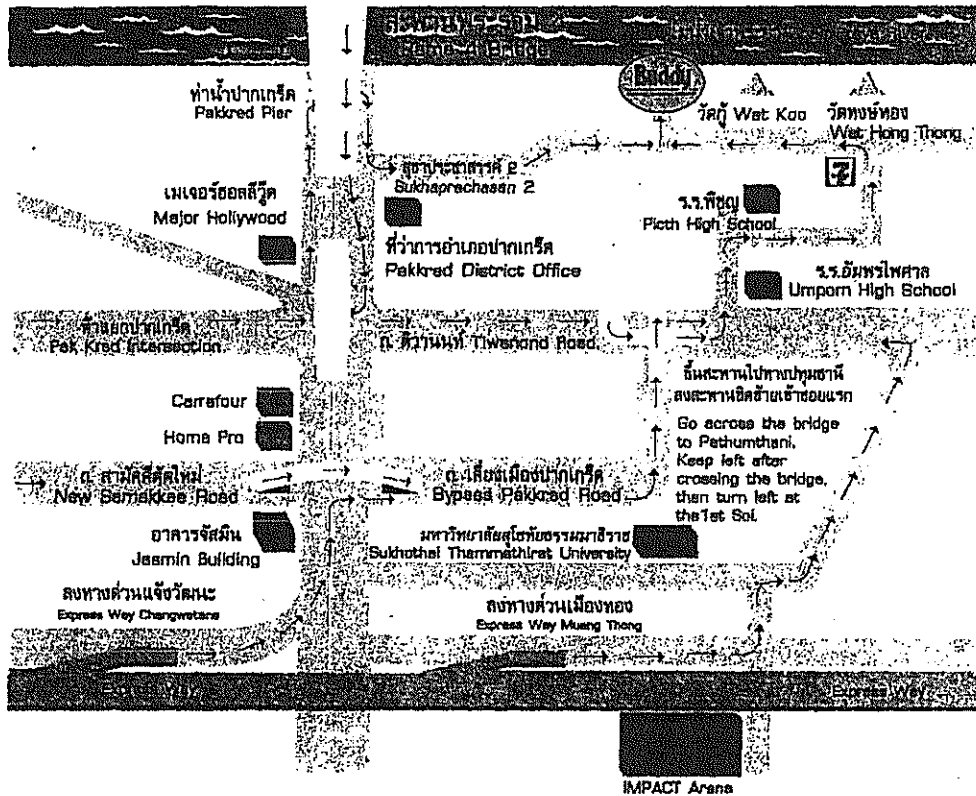 สะพานพระราม 4
Rama 4 Bridge
ท่าน้ำปากเกร็ด
Pakkred Pier
Buddy
วัดกู้ Wat Koo
วัดหงษ์ทอง
Wat Hong Thong
7
สุขาประชาสรรค์ 2
Sukhaprachasan 2
เมเจอร์ฮอลลีวู้ด
Major Hollywood
ที่ว่าการอำเภอปากเกร็ด
Pakkred District Office
ร.ร.พิชญ
Picth High School
ร.ร.อัมพรไพศาล
Umporn High School
ห้าแยกปากเกร็ด
Pak Kred Intersection
ถ. ติวานนท์ Tiwanond Road
ขึ้นสะพานไปทางปทุมธานี
ลงสะพานชิดซ้ายเข้าซอยแรก
Go across the bridge
to Pathumthani.
Keep left after
crossing the bridge,
then turn left at
the1st Soi.
Carrefour
Home Pro
ถ. สามัคคีตัดใหม่
New Samakkee Road
ถ. เลี่ยงเมืองปากเกร็ด
Bypass Pakkred Road
อาคารจัสมิน
Jasmin Building
มหาวิทยาลัยสุโขทัยธรรมมาธิราช
Sukhothai Thammathirat University
ลงทางด่วนแจ้งวัฒนะ
Express Way Changwatana
ลงทางด่วนเมืองทอง
Express Way Muang Thong
Express Way
Express Way
IMPACT Arena